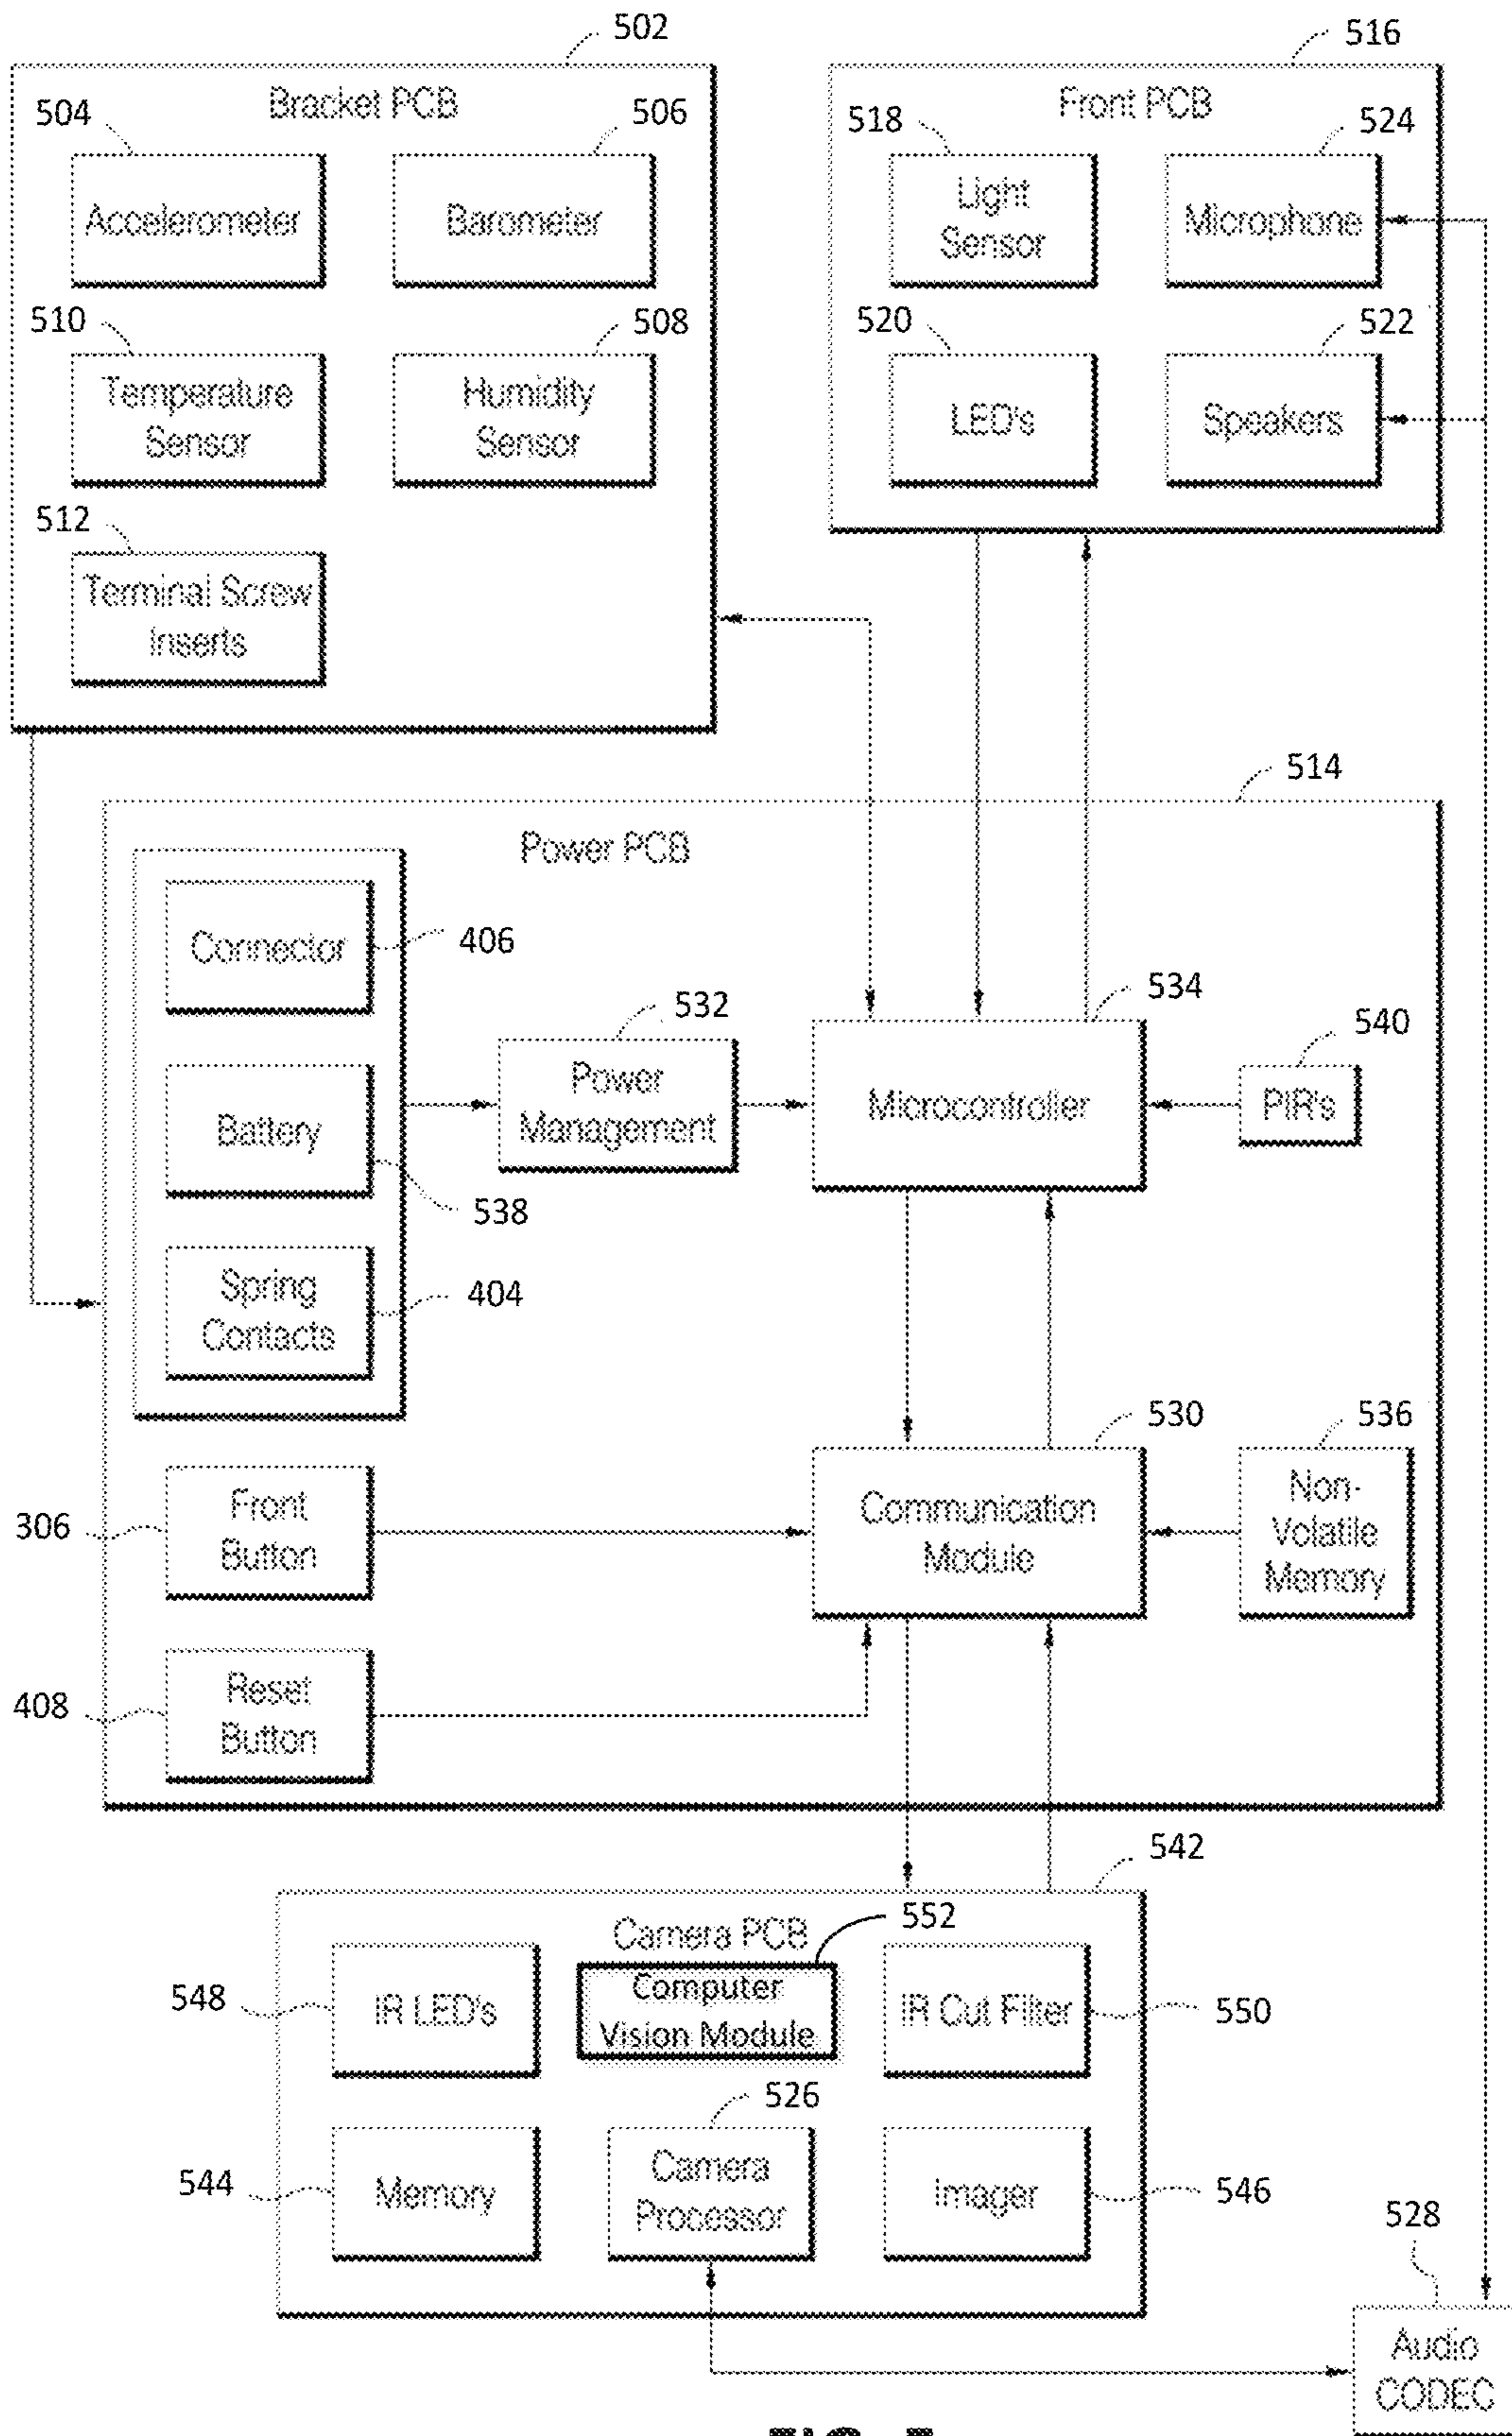 502
516
Bracket PCB
Front PCB
504
506
518
524
Accelerometer
Barometer
Light
Sensor
Microphone
510
508
520
522
Temperature
Sensor
Humidity
Sensor
LED's
Speakers
512
Terminal Screw
Inserts
514
Power PCB
Connector
406
532
534
540
Power
Management
Microcontroller
PIR's
Battery
538
Spring
Contacts
404
530
536
306
Front
Button
Communication
Module
Non-
Volatile
Memory
408
Reset
Button
542
Camera PCB
552
548
IR LED's
Computer
Vision Module
IR Cut Filter
550
526
544
Memory
Camera
Processor
Imager
546
528
Audio
CODEC